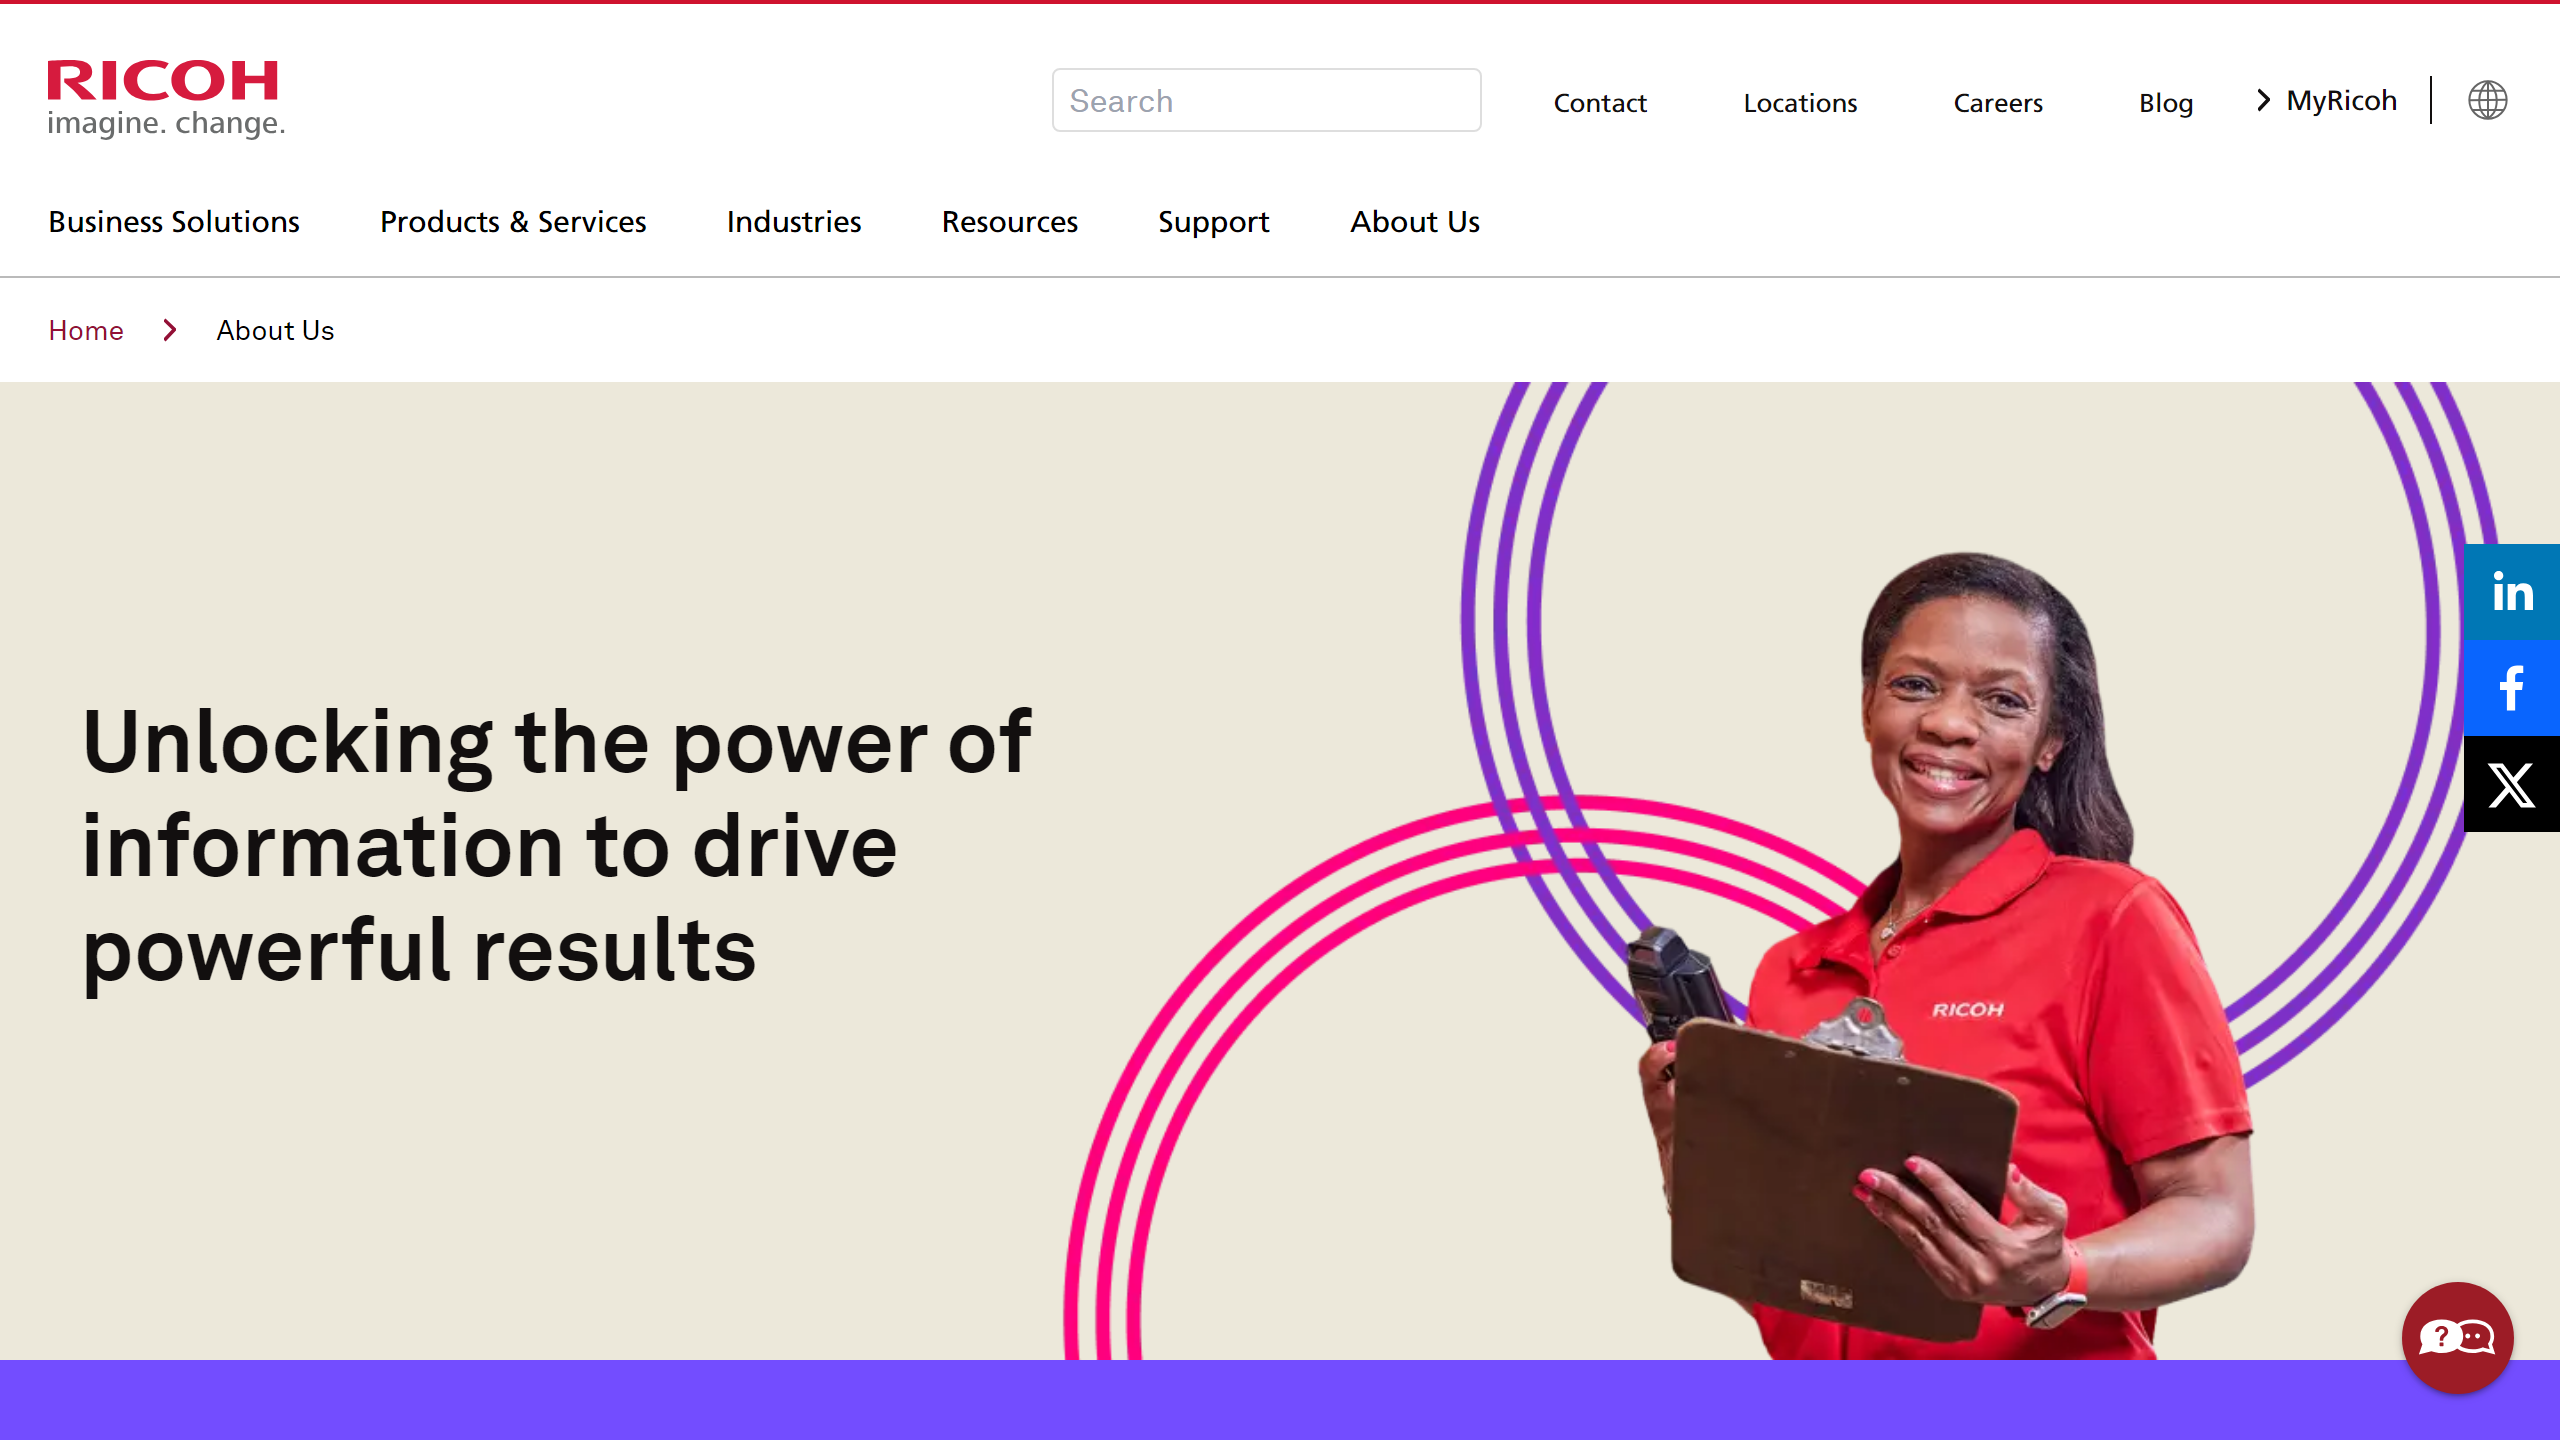 RICOH
imagine. change.
Search
Contact
Locations
Careers
Blog
MyRicoh
Business Solutions
Products & Services
Industries
Resources
Support
About Us
Home
About Us
Unlocking the power of
information to drive
powerful results
RICOH
in
f
X
?